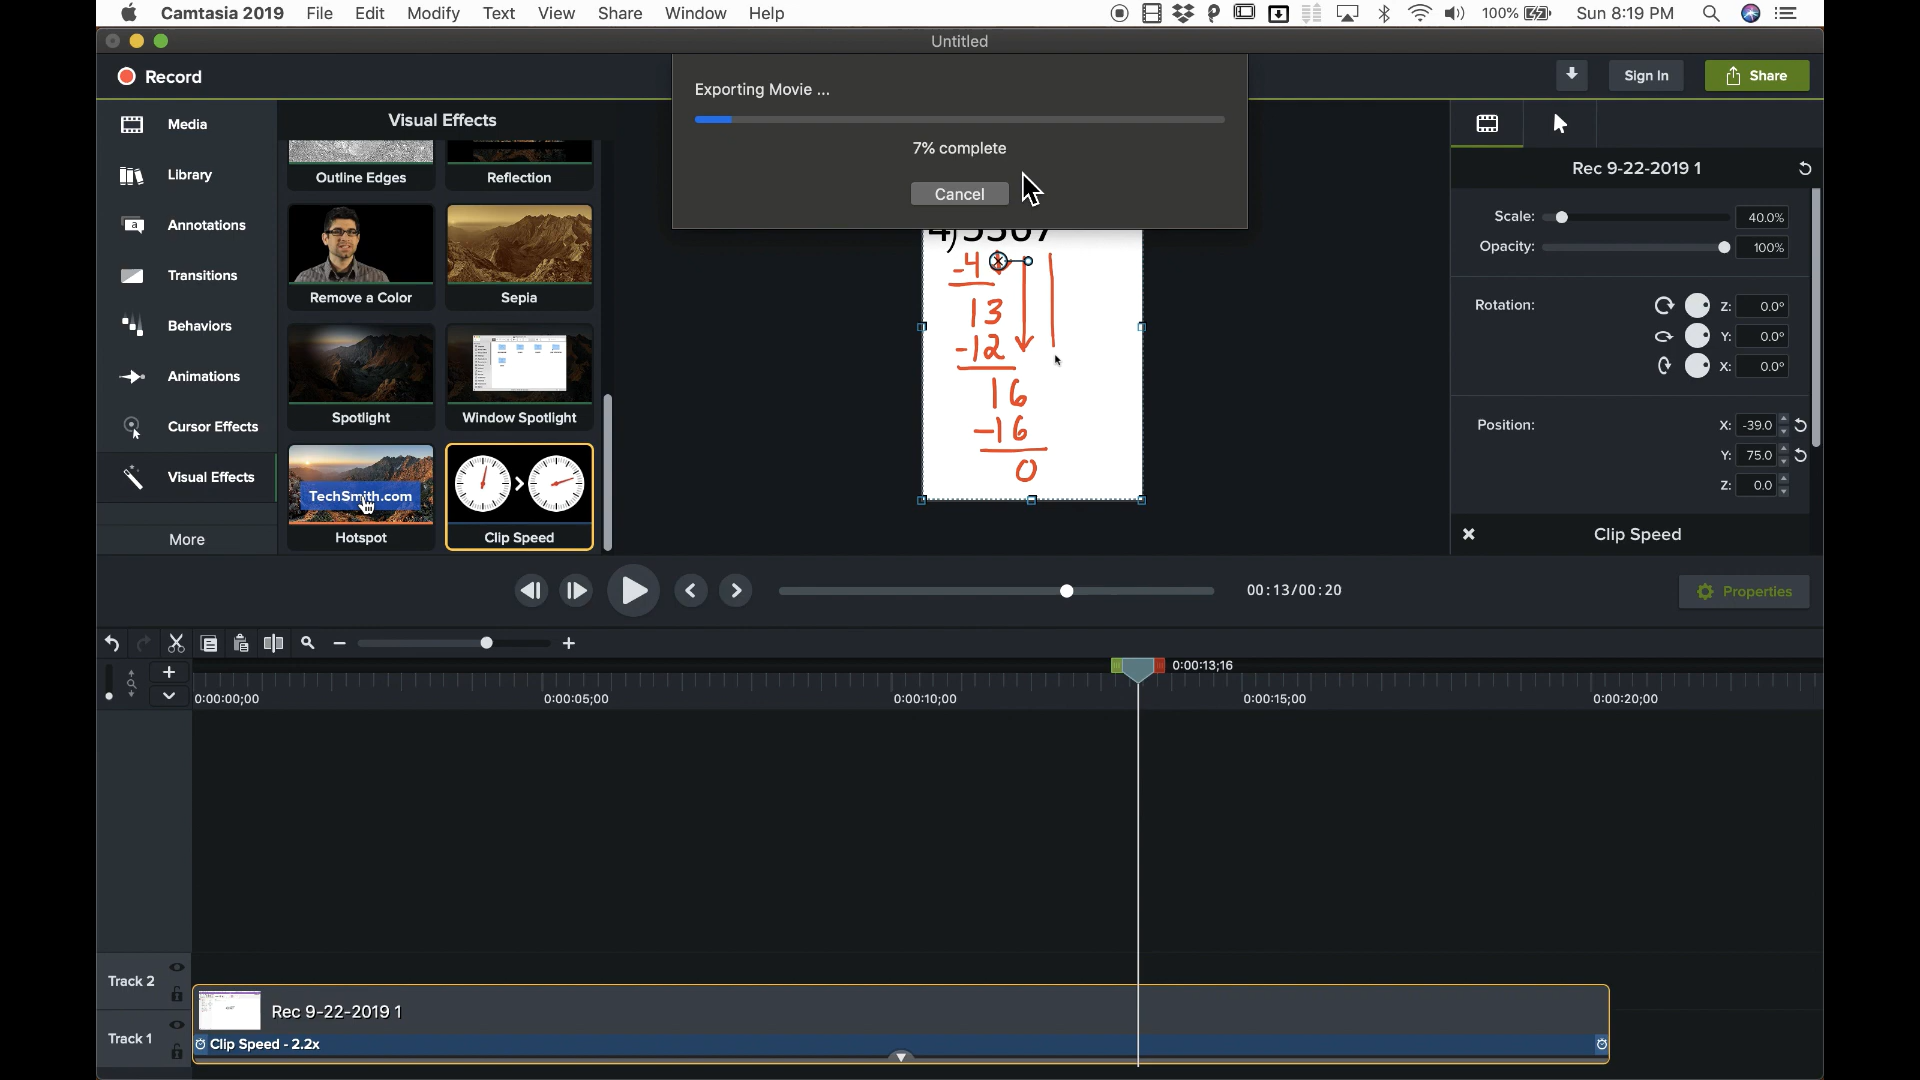 Camtasia 2019 File Edit Modify Text View Share Window Help 100% Sun 8:19 PM
Untitled
Record
Sign In
Share
Exporting Movie ...
7% complete
Cancel
Media
Library
Annotations
Transitions
Behaviors
Animations
Cursor Effects
Visual Effects
More
Visual Effects
Outline Edges
Reflection
Remove a Color
Sepia
Spotlight
Window Spotlight
TechSmith.com
Hotspot
Clip Speed
-4
13
-12
16
-16
0
Rec 9-22-2019 1
Scale: 40.0%
Opacity: 100%
Rotation: Z: 0.0°
Y: 0.0°
X: 0.0°
Position: X: -39.0
Y: 75.0
Z: 0.0
Clip Speed
00:13/00:20
Properties
0:00:13;16
0:00:00;00 0:00:05;00 0:00:10;00 0:00:15;00 0:00:20;00
Track 2
Rec 9-22-2019 1
Track 1
Clip Speed - 2.2x